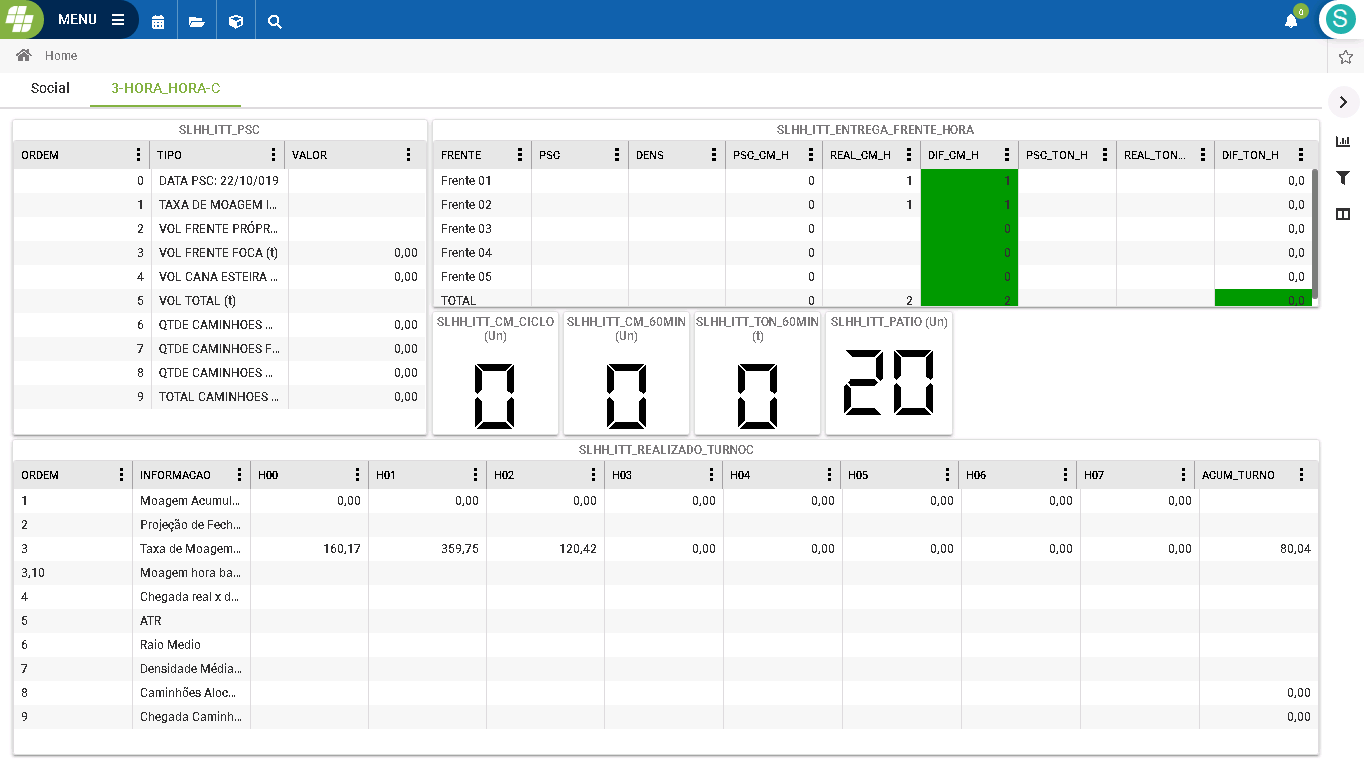 MENU
0
S
Home
Social 3-HORA_HORA-C
SLHH_ITT_PSC
ORDEM TIPO VALOR
0 DATA PSC: 22/10/019
1 TAXA DE MOAGEM I...
2 VOL FRENTE PRÓPR...
3 VOL FRENTE FOCA (t) 0,00
4 VOL CANA ESTEIRA ... 0,00
5 VOL TOTAL (t)
6 QTDE CAMINHOES ... 0,00
7 QTDE CAMINHOES F... 0,00
8 QTDE CAMINHOES ... 0,00
9 TOTAL CAMINHOES ... 0,00
SLHH_ITT_ENTREGA_FRENTE_HORA
FRENTE PSC DENS PSC_CM_H REAL_CM_H DIF_CM_H PSC_TON_H REAL_TON... DIF_TON_H
Frente 01 0 1 1 0,0
Frente 02 0 1 1 0,0
Frente 03 0 0 0,0
Frente 04 0 0 0,0
Frente 05 0 0 0,0
TOTAL 0 2 2 0,0
SLHH_ITT_CM_CICLO
(Un)
0
SLHH_ITT_CM_60MIN
(Un)
0
SLHH_ITT_TON_60MIN
(t)
0
SLHH_ITT_PATIO (Un)
20
SLHH_ITT_REALIZADO_TURNOC
ORDEM INFORMACAO H00 H01 H02 H03 H04 H05 H06 H07 ACUM_TURNO
1 Moagem Acumul... 0,00 0,00 0,00 0,00 0,00 0,00 0,00 0,00
2 Projeção de Fech...
3 Taxa de Moagem... 160,17 359,75 120,42 0,00 0,00 0,00 0,00 0,00 80,04
3,10 Moagem hora ba...
4 Chegada real x d...
5 ATR
6 Raio Medio
7 Densidade Média...
8 Caminhões Aloc... 0,00
9 Chegada Caminh... 0,00